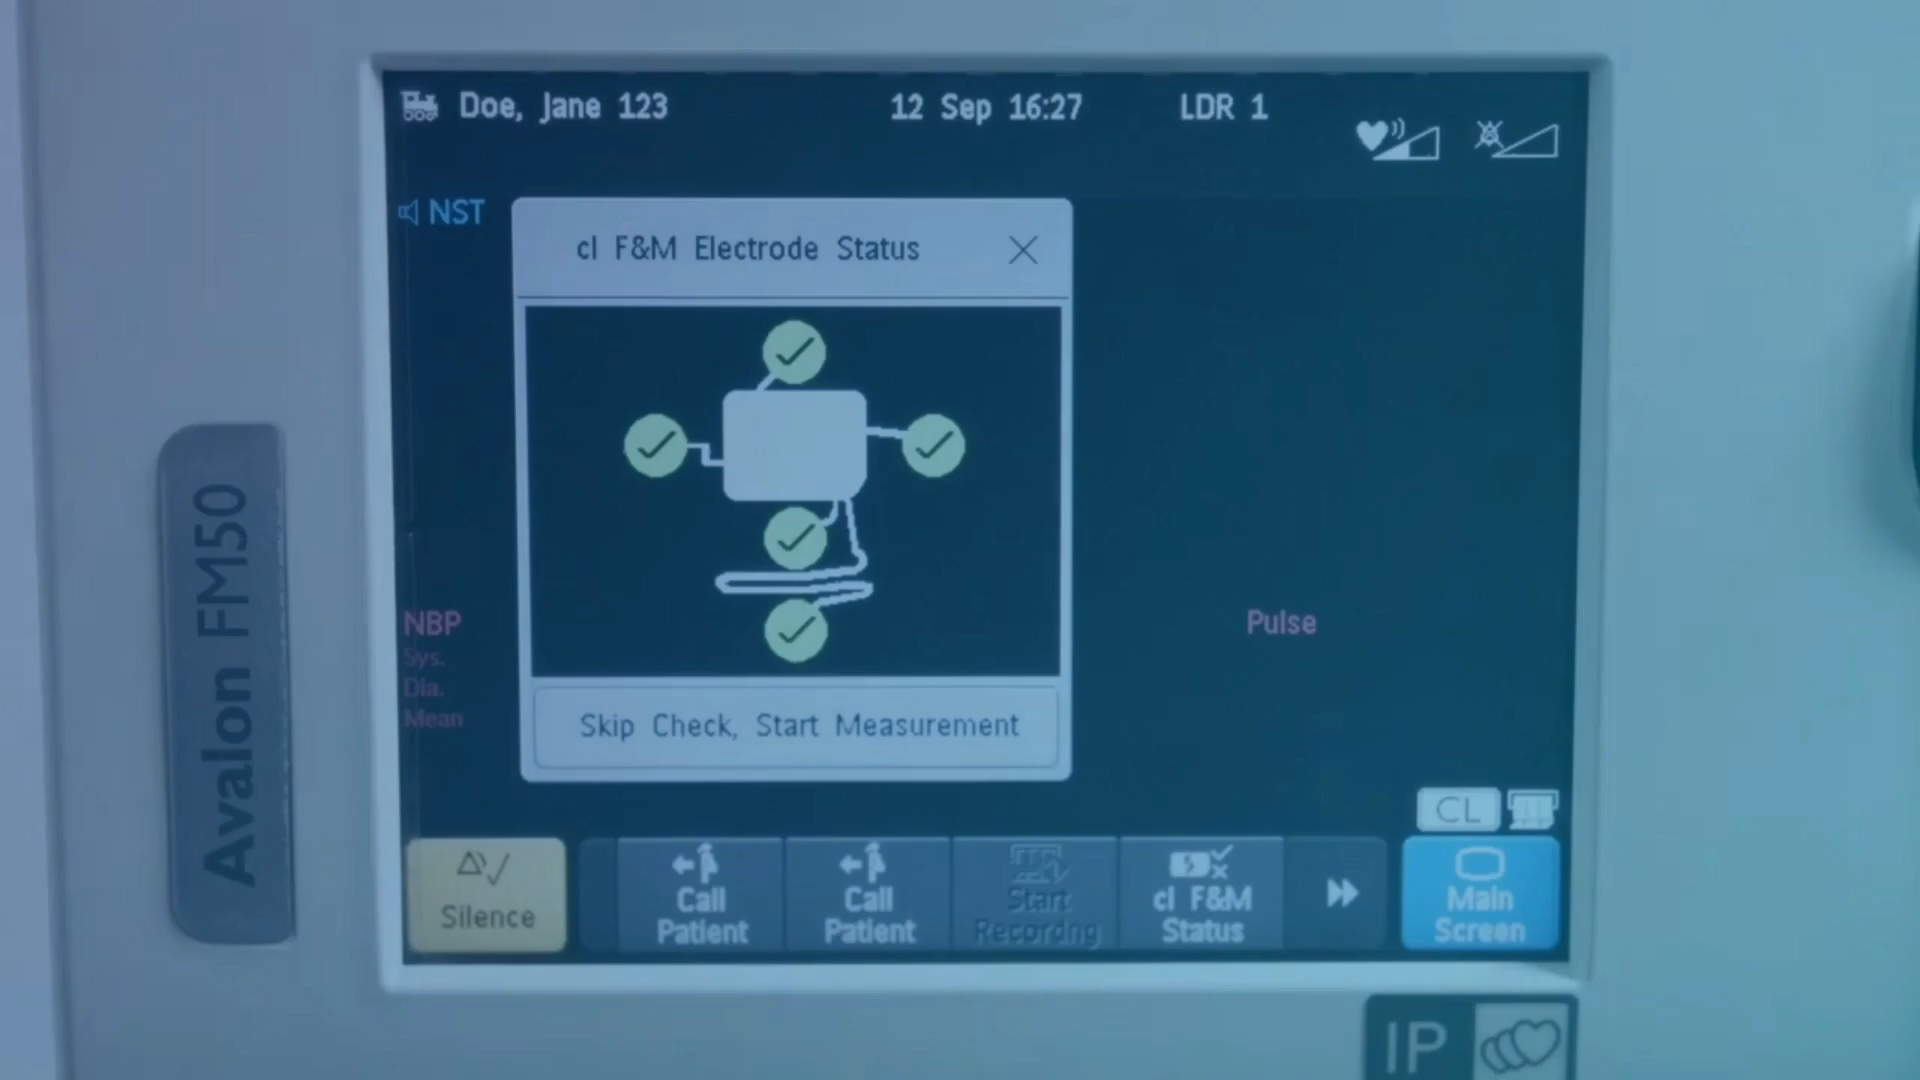 Doe, Jane 123
12 Sep 16:27
LDR 1
NST
cl F&M Electrode Status
NBP
Sys.
Dia.
Mean
Pulse
Skip Check, Start Measurement
CL
Silence
Call
Patient
Call
Patient
Start
Recording
cl F&M
Status
Main
Screen
Avalon FM50
IP